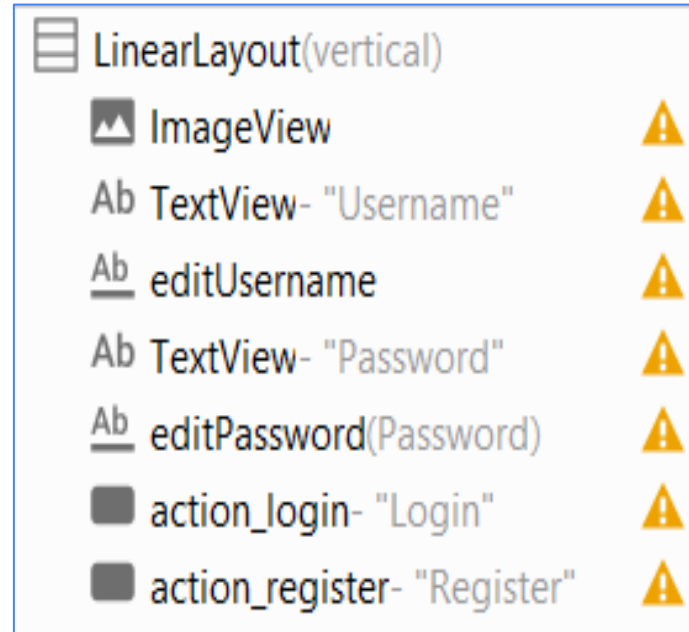 LinearLayout(vertical)
ImageView
Ab TextView- "Username"
Ab editUsername
Ab TextView- "Password"
Ab editPassword(Password)
action_login- "Login"
action_register- "Register"